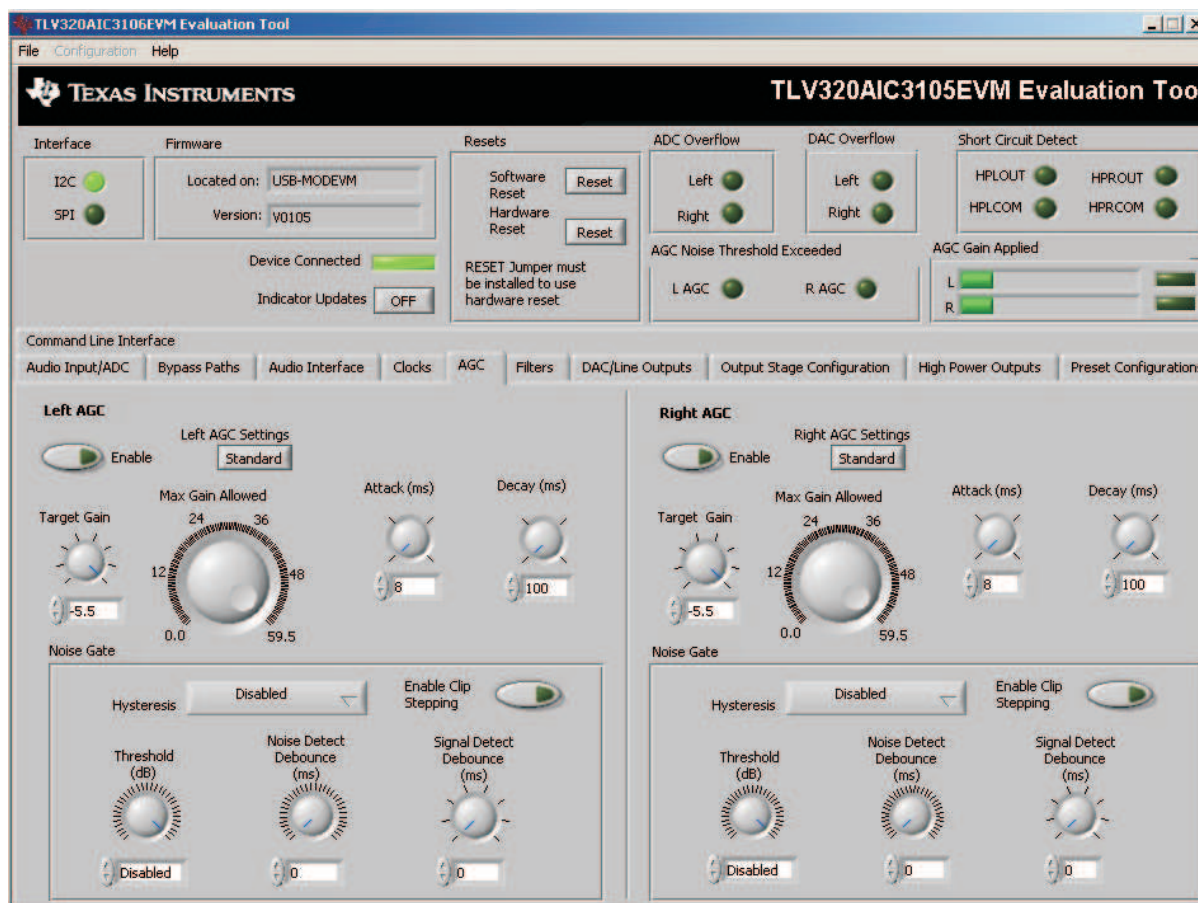 TLV320AIC3106EVM Evaluation Tool
File Configuration Help
TEXAS INSTRUMENTS
TLV320AIC3105EVM Evaluation Too
Interface
I2C
SPI
Firmware
Located on: USB-MODEVM
Version: V0105
Device Connected
Indicator Updates OFF
Resets
Software Reset Reset
Hardware Reset Reset
RESET Jumper must
be installed to use
hardware reset
ADC Overflow
Left
Right
DAC Overflow
Left
Right
Short Circuit Detect
HPLOUT HPROUT
HPLCOM HPRCOM
AGC Noise Threshold Exceeded
L AGC R AGC
AGC Gain Applied
L
R
Command Line Interface
Audio Input/ADC Bypass Paths Audio Interface Clocks AGC Filters DAC/Line Outputs Output Stage Configuration High Power Outputs Preset Configurations
Left AGC
Enable
Left AGC Settings
Standard
Target Gain
-5.5
Max Gain Allowed
24 36
12 48
0.0 59.5
Attack (ms)
8
Decay (ms)
100
Noise Gate
Hysteresis Disabled
Enable Clip
Stepping
Threshold
(dB)
Disabled
Noise Detect
Debounce
(ms)
0
Signal Detect
Debounce
(ms)
0
Right AGC
Enable
Right AGC Settings
Standard
Target Gain
-5.5
Max Gain Allowed
24 36
12 48
0.0 59.5
Attack (ms)
8
Decay (ms)
100
Noise Gate
Hysteresis Disabled
Enable Clip
Stepping
Threshold
(dB)
Disabled
Noise Detect
Debounce
(ms)
0
Signal Detect
Debounce
(ms)
0